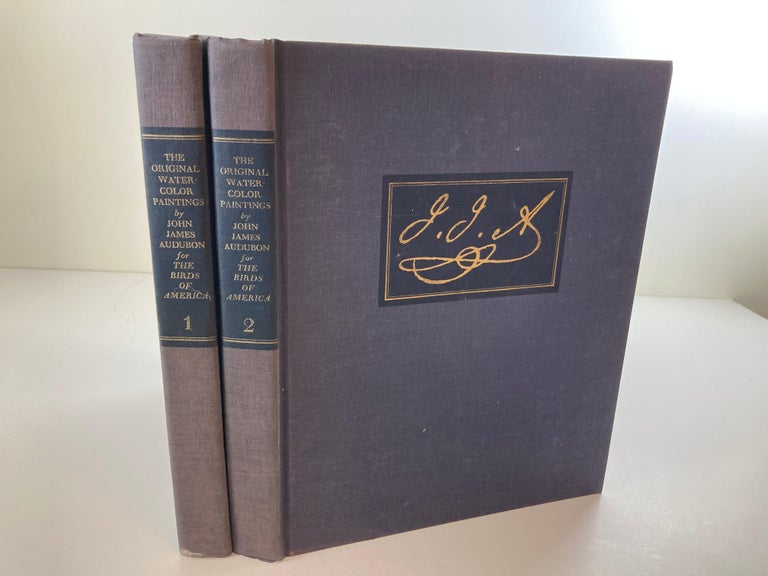 THE
ORIGINAL
WATER-
COLOR
PAINTINGS
by
JOHN
JAMES
AUDUBON
for
THE
BIRDS
OF
AMERICA
1
THE
ORIGINAL
WATER-
COLOR
PAINTINGS
by
JOHN
JAMES
AUDUBON
for
THE
BIRDS
OF
AMERICA
2
J. J. A